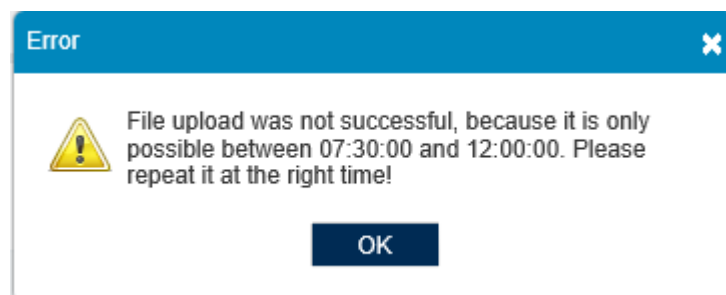 Error
File upload was not successful, because it is only
possible between 07:30:00 and 12:00:00. Please
repeat it at the right time!
OK